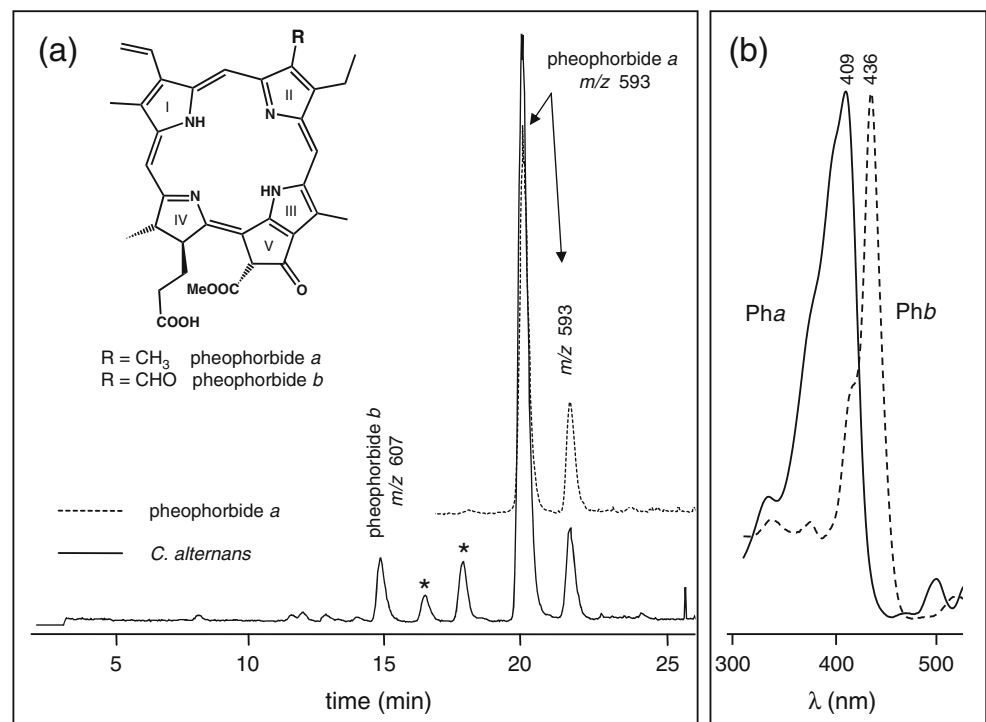 (a)
R
I
II
NH
N
N
HN
IV
III
V
MeOOC
O
COOH
R = CH₃ pheophorbide a
R = CHO pheophorbide b
pheophorbide a
m/z 593
m/z 593
pheophorbide b
m/z 607
*
*
pheophorbide a
C. alternans
5
10
15
20
25
time (min)
(b)
409
436
Pha
Phb
300
400
500
λ (nm)